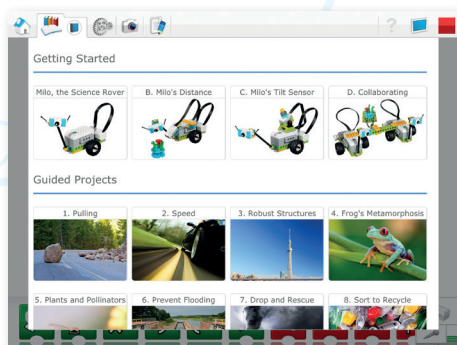 ?
Getting Started
Milo, the Science Rover
B. Milo's Distance
C. Milo's Tilt Sensor
D. Collaborating
Guided Projects
1. Pulling
2. Speed
3. Robust Structures
4. Frog's Metamorphosis
5. Plants and Pollinators
6. Prevent Flooding
7. Drop and Rescue
8. Sort to Recycle